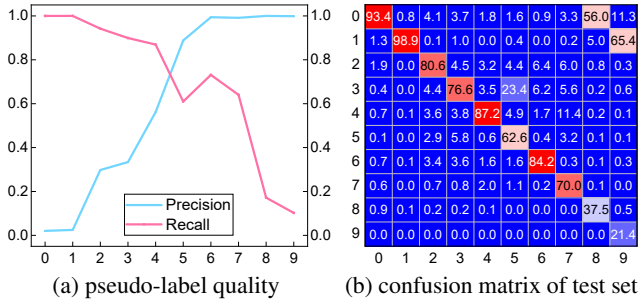 1.0
0.8
0.6
0.4
0.2
0.0
1.0
0.8
0.6
0.4
0.2
0.0
Precision
Recall
0 1 2 3 4 5 6 7 8 9
(a) pseudo-label quality
0 93.4 0.8 4.1 3.7 1.8 1.6 0.9 3.3 56.0 11.3
1 1.3 98.9 0.1 1.0 0.0 0.4 0.0 0.2 5.0 65.4
2 1.9 0.0 80.6 4.5 3.2 4.4 6.4 6.0 0.8 0.3
3 0.4 0.0 4.4 76.6 3.5 23.4 6.2 5.6 0.2 0.6
4 0.7 0.1 3.6 3.8 87.2 4.9 1.7 11.4 0.2 0.1
5 0.1 0.0 2.9 5.8 0.6 62.6 0.4 3.2 0.1 0.1
6 0.7 0.1 3.4 3.6 1.6 1.6 84.2 0.3 0.1 0.3
7 0.6 0.0 0.7 0.8 2.0 1.1 0.2 70.0 0.1 0.0
8 0.9 0.1 0.2 0.2 0.1 0.0 0.0 0.1 37.5 0.5
9 0.0 0.0 0.0 0.0 0.0 0.0 0.0 0.0 0.0 21.4
0 1 2 3 4 5 6 7 8 9
(b) confusion matrix of test set